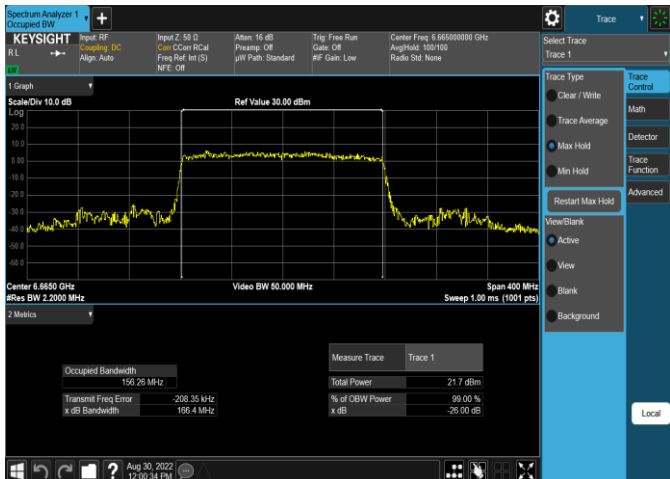 Spectrum Analyzer 1
Occupied BW
Trace
KEYSIGHT
R L
Input: RF
Coupling: DC
Align: Auto
Input Z: 50 Ω
Corr CCorr RCal
Freq Ref: Int (S)
NFE: Off
Atten: 16 dB
Preamp: Off
µW Path: Standard
Trig: Free Run
Gate: Off
#IF Gain: Low
Center Freq: 6.665000000 GHz
Avg|Hold: 100/100
Radio Std: None
1 Graph
Scale/Div 10.0 dB
Ref Value 30.00 dBm
Log
20.0
10.0
0.00
-10.0
-20.0
-30.0
-40.0
-50.0
-60.0
Center 6.6650 GHz
Video BW 50.000 MHz
Span 400 MHz
#Res BW 2.2000 MHz
Sweep 1.00 ms (1001 pts)
2 Metrics
Occupied Bandwidth
156.26 MHz
Transmit Freq Error -208.35 kHz
x dB Bandwidth 166.4 MHz
Measure Trace Trace 1
Total Power 21.7 dBm
% of OBW Power 99.00 %
x dB -26.00 dB
Aug 30, 2022
12:00:34 PM
Select Trace
Trace 1
Trace Type
Clear / Write
Trace Average
Max Hold
Min Hold
Restart Max Hold
View/Blank
Active
View
Blank
Background
Trace
Control
Math
Detector
Trace
Function
Advanced
Local